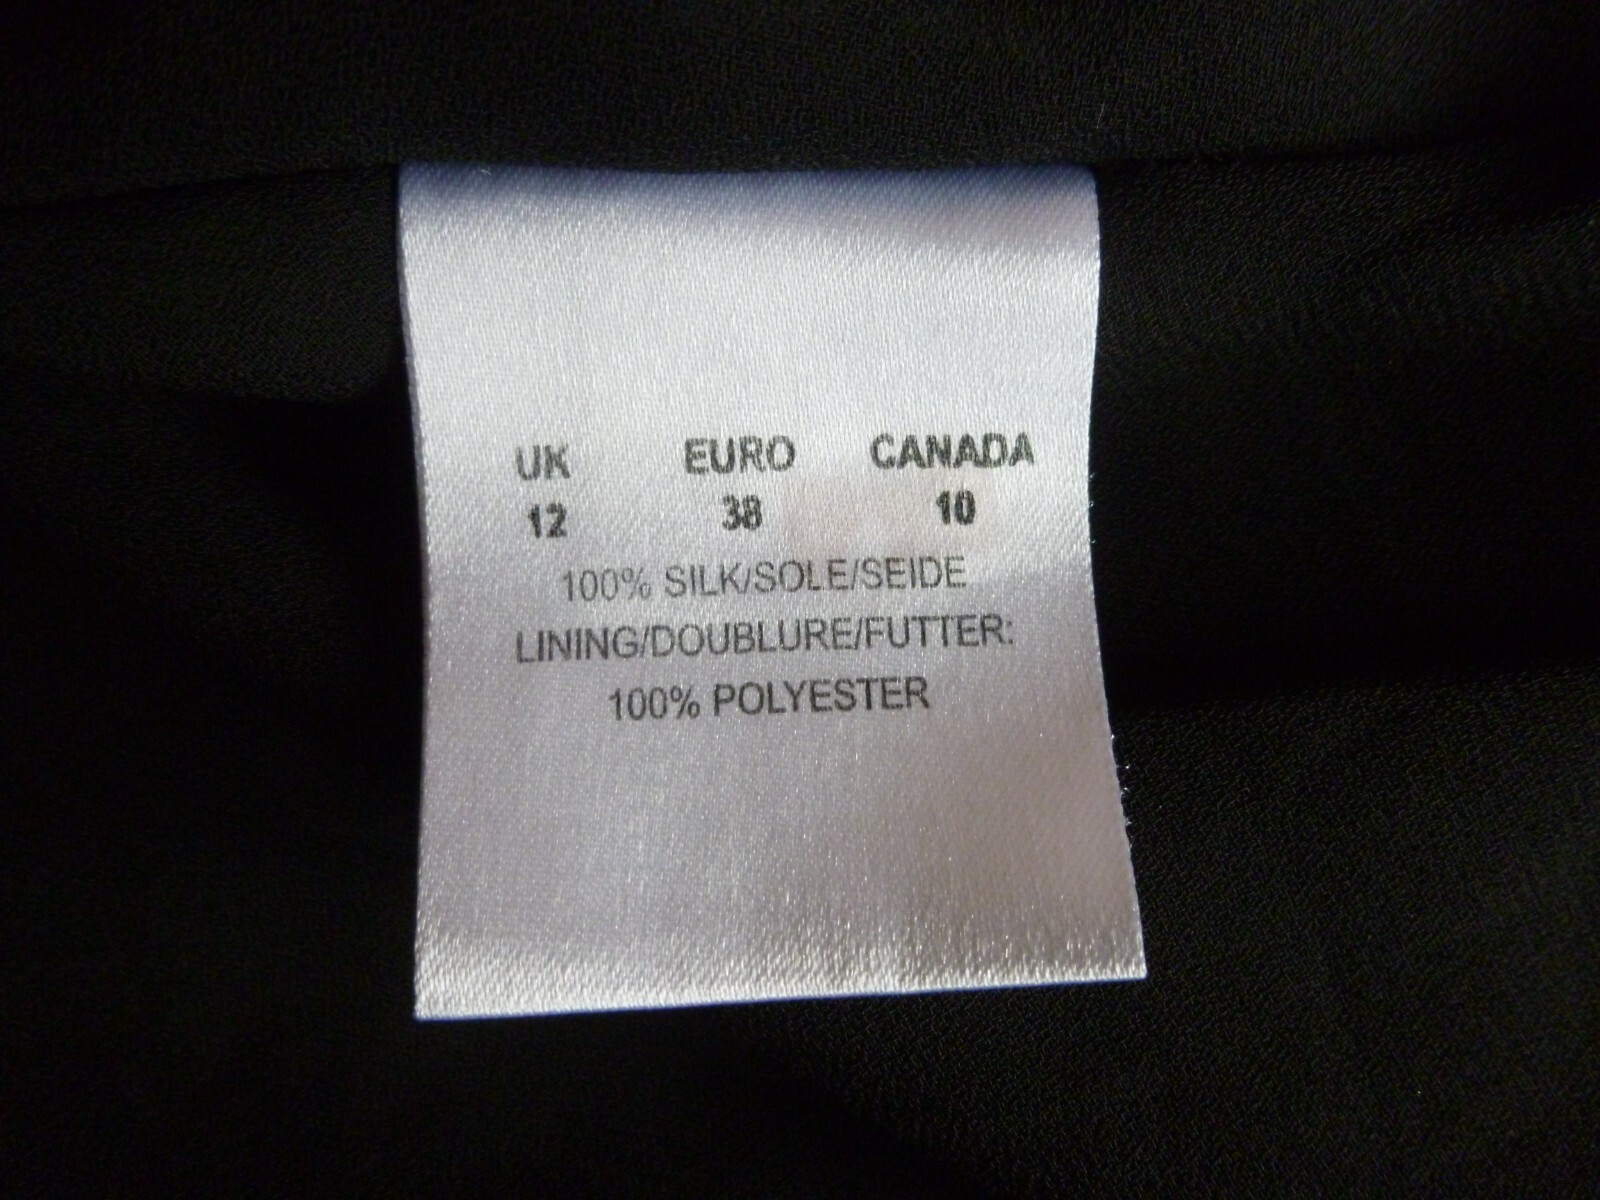 UK EURO CANADA
12 38 10
100% SILK/SOLE/SEIDE
LINING/DOUBLURE/FUTTER:
100% POLYESTER